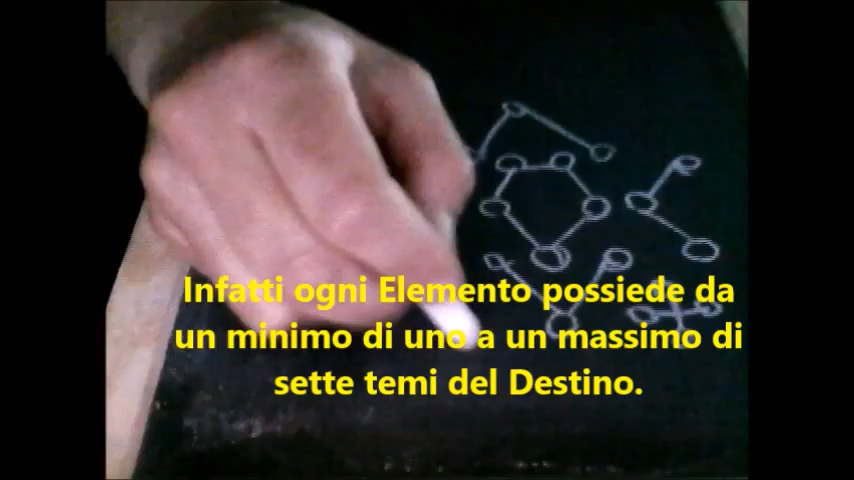 Infatti ogni Elemento possiede da
un minimo di uno a un massimo di
sette temi del Destino.